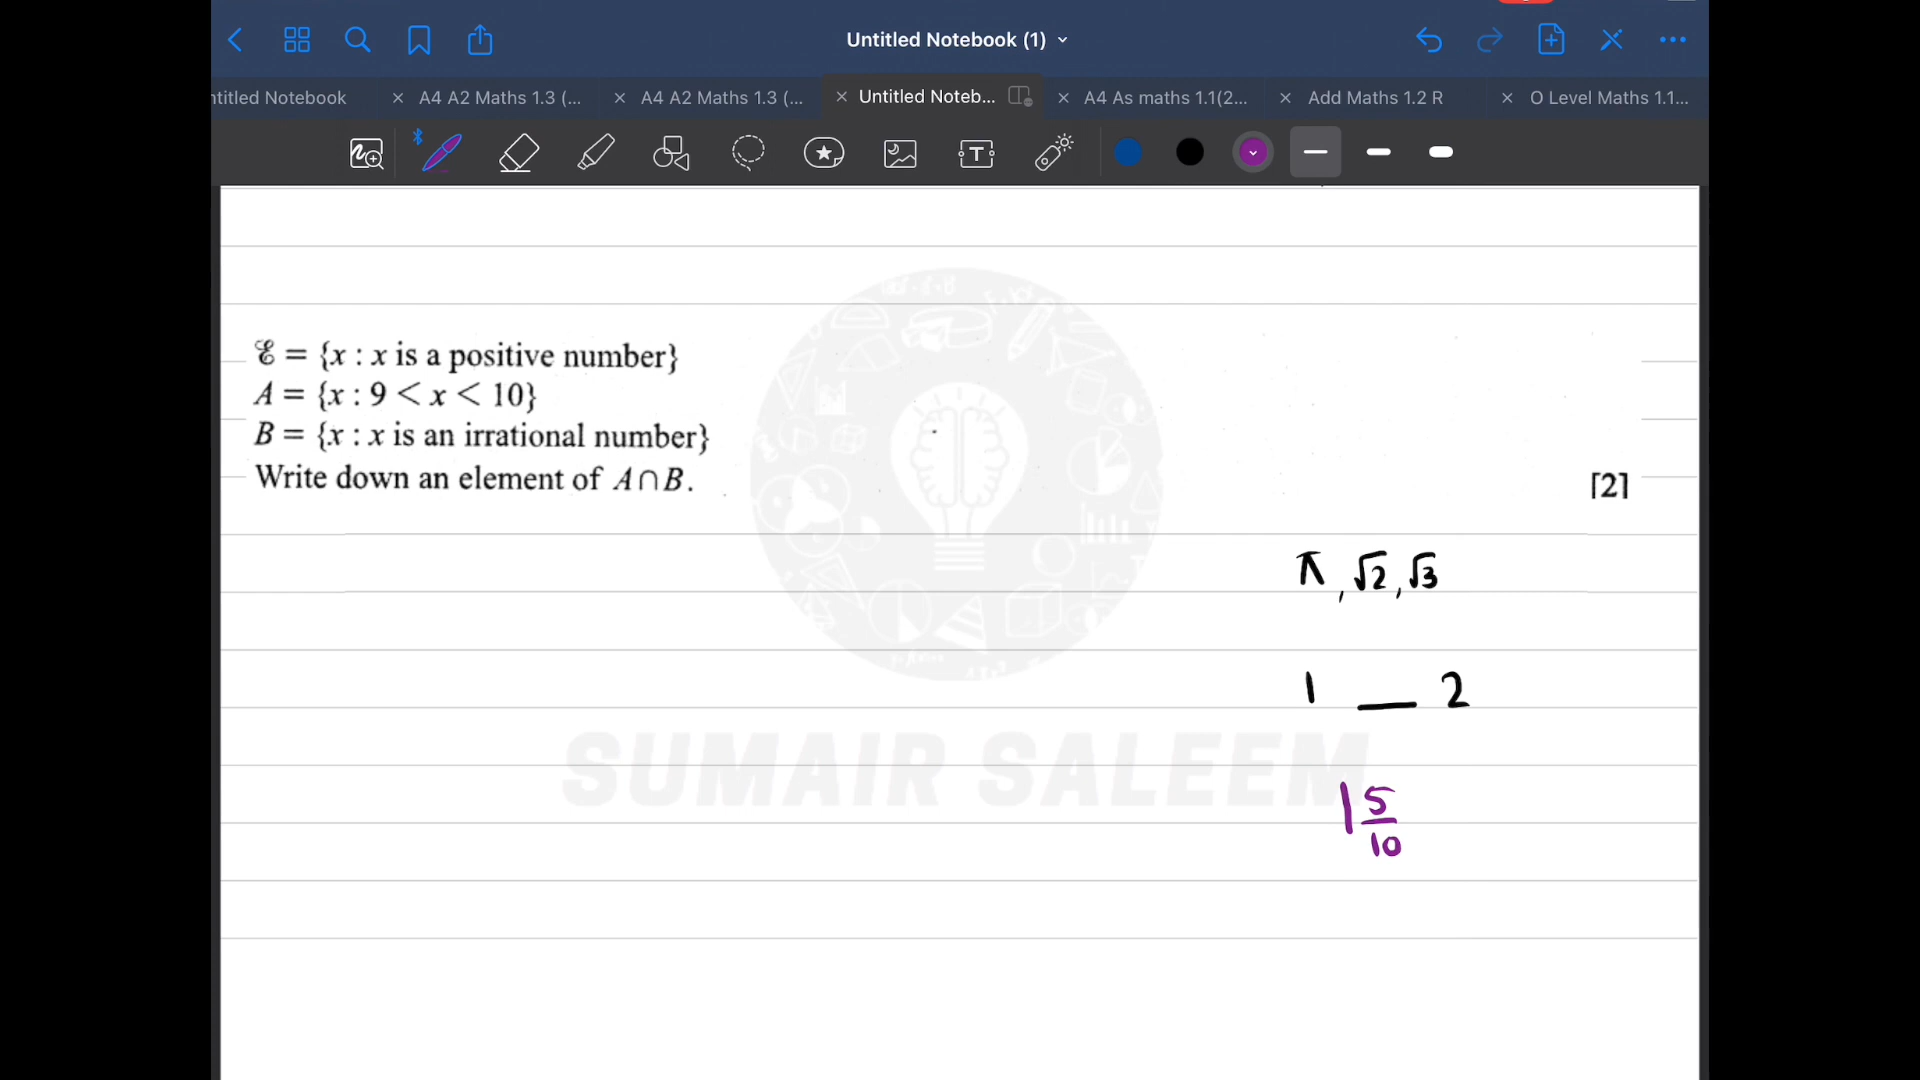 Untitled Notebook (1)
ntitled Notebook
A4 A2 Maths 1.3 (...
A4 A2 Maths 1.3 (...
Untitled Noteb...
A4 As maths 1.1(2...
Add Maths 1.2 R
O Level Maths 1.1...
ℰ = {x : x is a positive number}
A = {x : 9 < x < 10}
B = {x : x is an irrational number}
Write down an element of A∩B.
[2]
π, √2, √3
1 __ 2
SUMAIR SALEEM
1 5/10